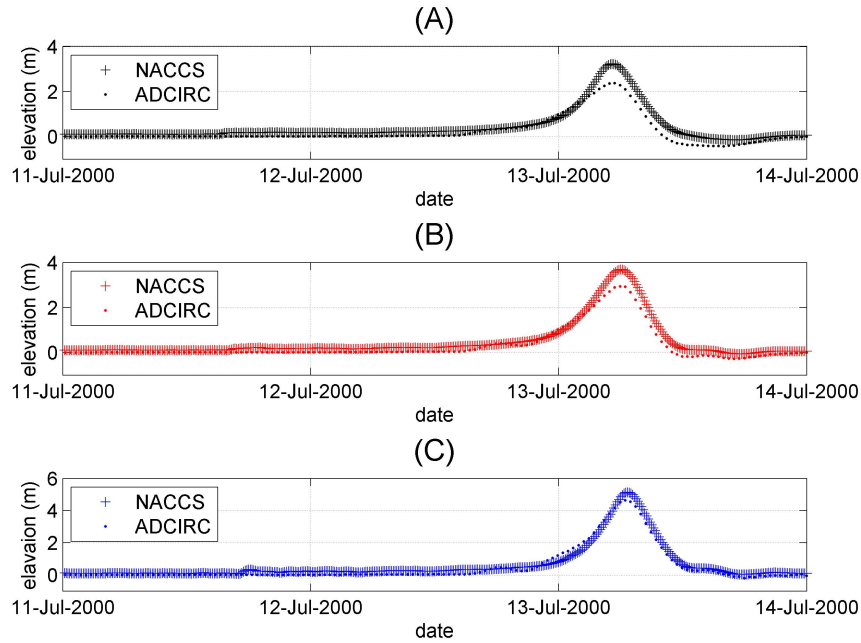 (A)
4
2
0
elevation (m)
NACCS
ADCIRC
11-Jul-2000 12-Jul-2000 13-Jul-2000 14-Jul-2000
date
(B)
4
2
0
elevation (m)
NACCS
ADCIRC
11-Jul-2000 12-Jul-2000 13-Jul-2000 14-Jul-2000
date
(C)
6
4
2
0
elavaion (m)
NACCS
ADCIRC
11-Jul-2000 12-Jul-2000 13-Jul-2000 14-Jul-2000
date